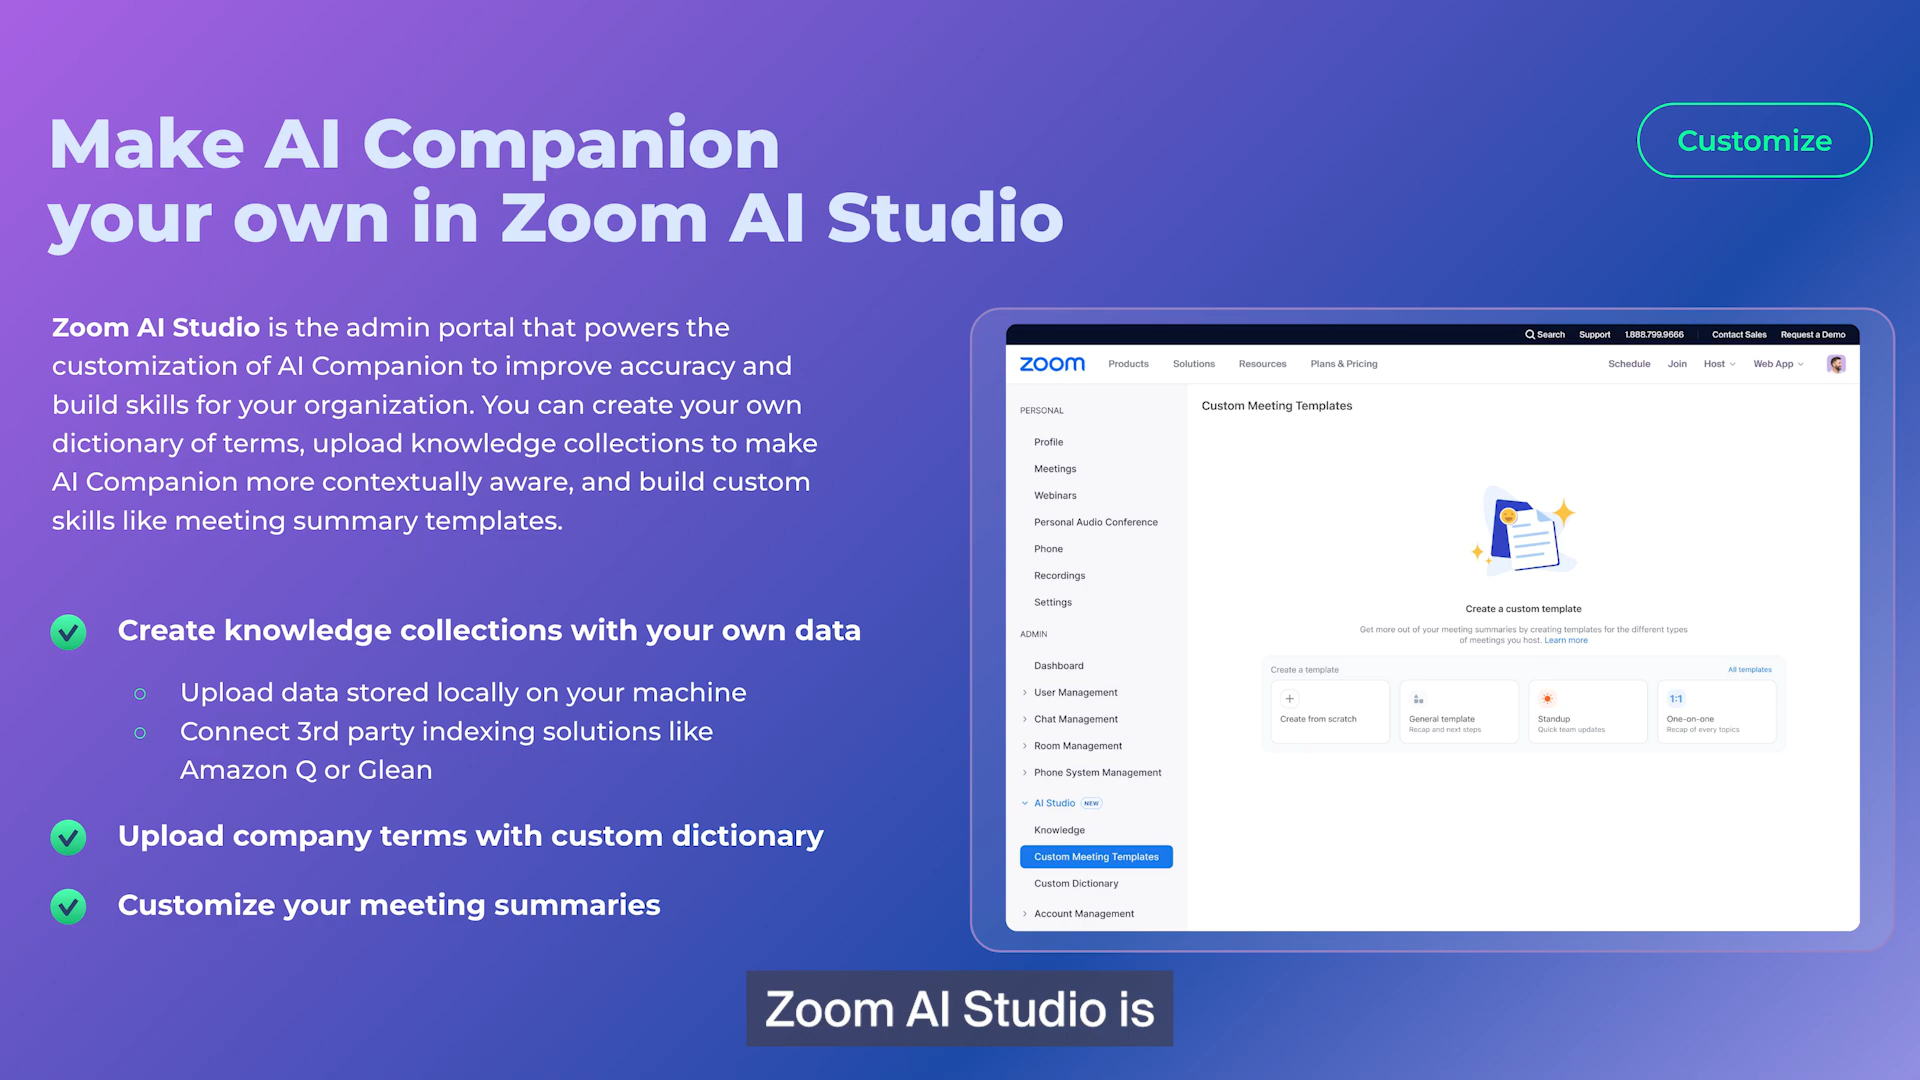 Make AI Companion
your own in Zoom AI Studio
Customize
Zoom AI Studio is the admin portal that powers the
customization of AI Companion to improve accuracy and
build skills for your organization. You can create your own
dictionary of terms, upload knowledge collections to make
AI Companion more contextually aware, and build custom
skills like meeting summary templates.
Create knowledge collections with your own data
Upload data stored locally on your machine
Connect 3rd party indexing solutions like
Amazon Q or Glean
Upload company terms with custom dictionary
Customize your meeting summaries
Search Support 1.888.799.9666 Contact Sales Request a Demo
zoom Products Solutions Resources Plans & Pricing Schedule Join Host Web App
PERSONAL
Profile
Meetings
Webinars
Personal Audio Conference
Phone
Recordings
Settings
ADMIN
Dashboard
User Management
Chat Management
Room Management
Phone System Management
AI Studio NEW
Knowledge
Custom Meeting Templates
Custom Dictionary
Account Management
Custom Meeting Templates
Create a custom template
Get more out of your meeting summaries by creating templates for the different types
of meetings you host. Learn more
Create a template All templates
Create from scratch
General template
Recap and next steps
Standup
Quick team updates
1:1
One-on-one
Recap of every topics
Zoom AI Studio is